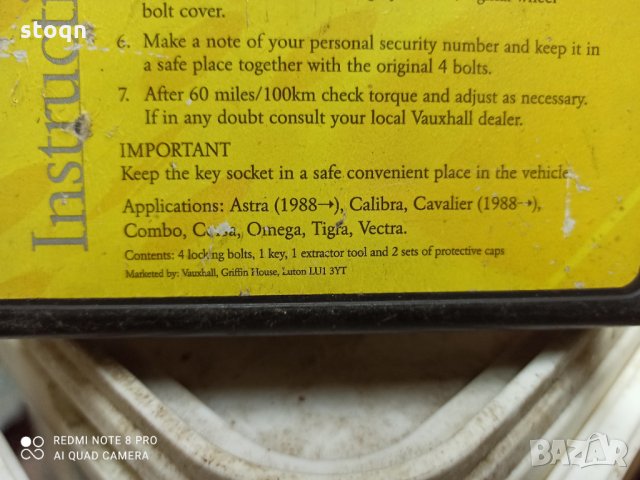 stoqn
bolt cover.
6. Make a note of your personal security number and keep it in
a safe place together with the original 4 bolts.
7. After 60 miles/100km check torque and adjust as necessary.
If in any doubt consult your local Vauxhall dealer.
IMPORTANT
Keep the key socket in a safe convenient place in the vehicle.
Applications: Astra (1988→), Calibra, Cavalier (1988→),
Combo, Corsa, Omega, Tigra, Vectra.
Contents: 4 locking bolts, 1 key, 1 extractor tool and 2 sets of protective caps
Marketed by: Vauxhall, Griffin House, Luton LU1 3YT
REDMI NOTE 8 PRO
AI QUAD CAMERA
BAZAR